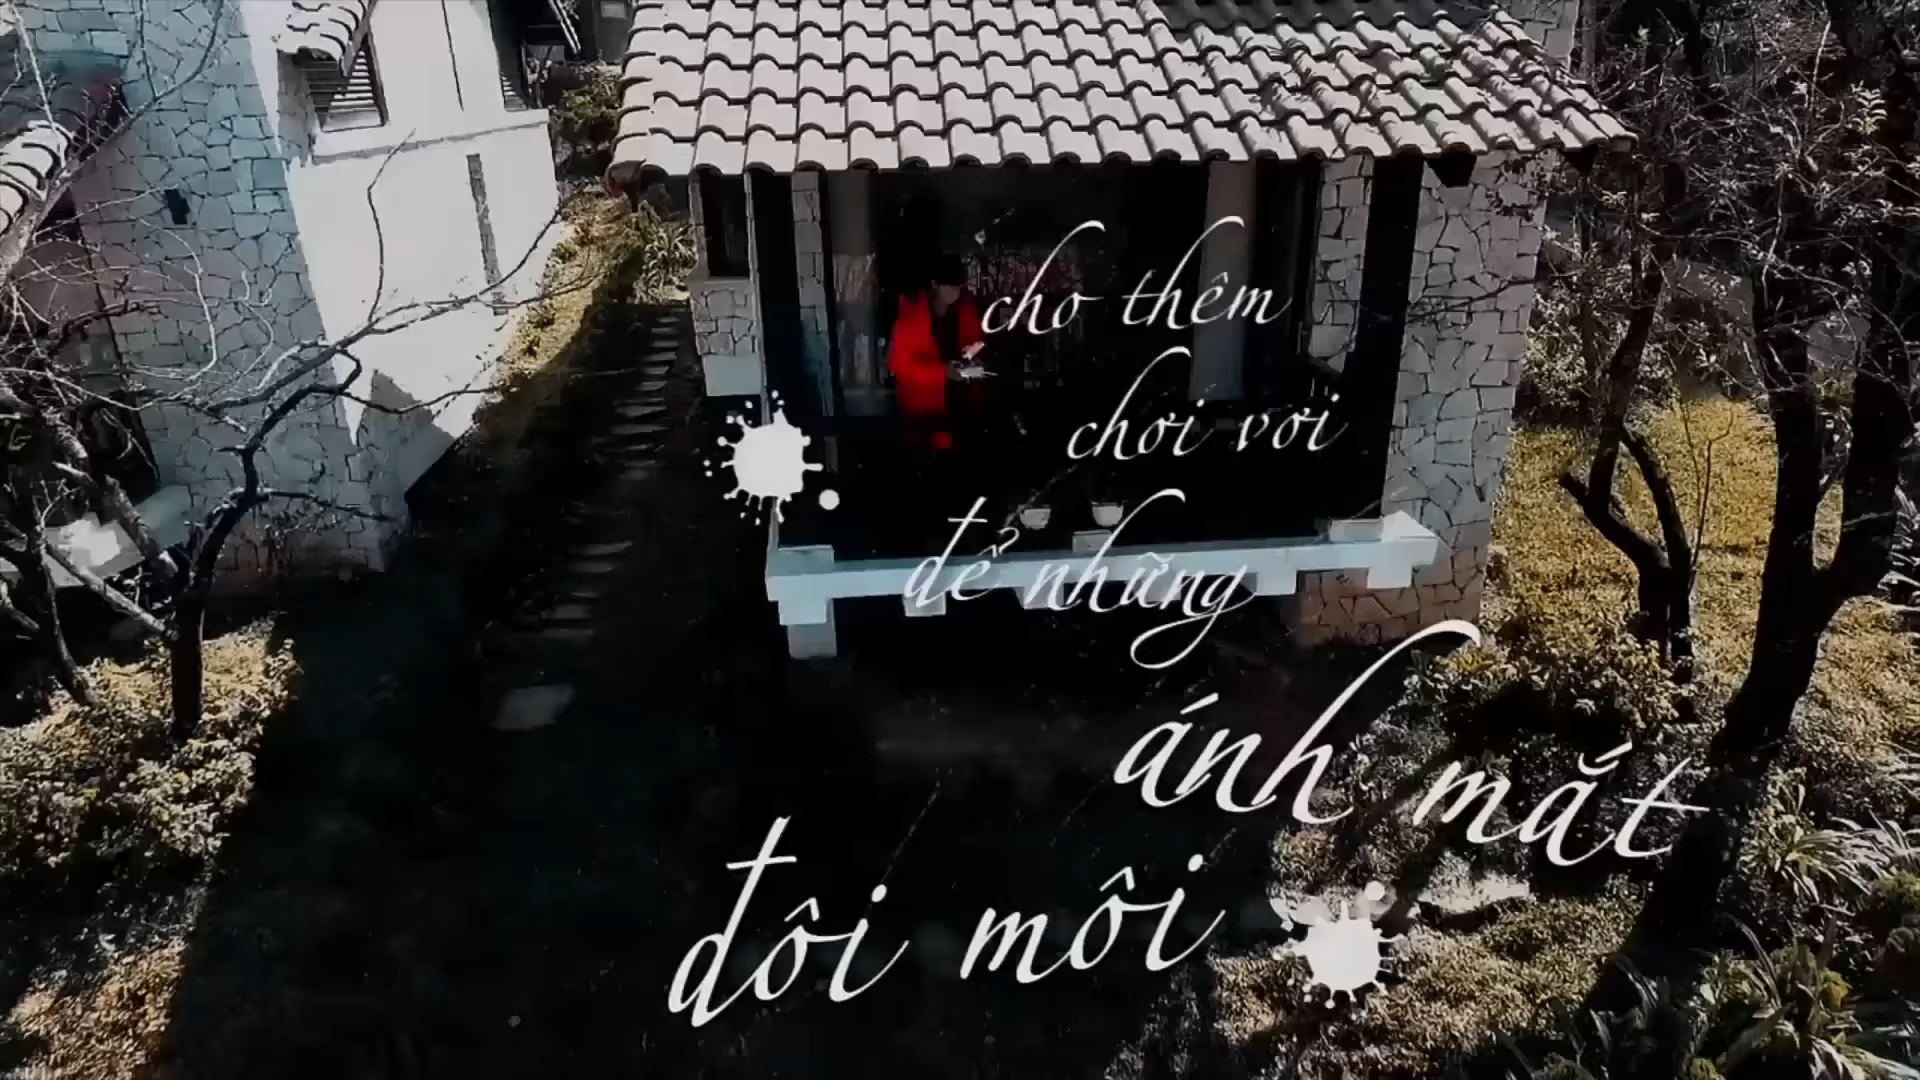 cho thêm
chơi vơi
để những
ánh mắt
đôi môi